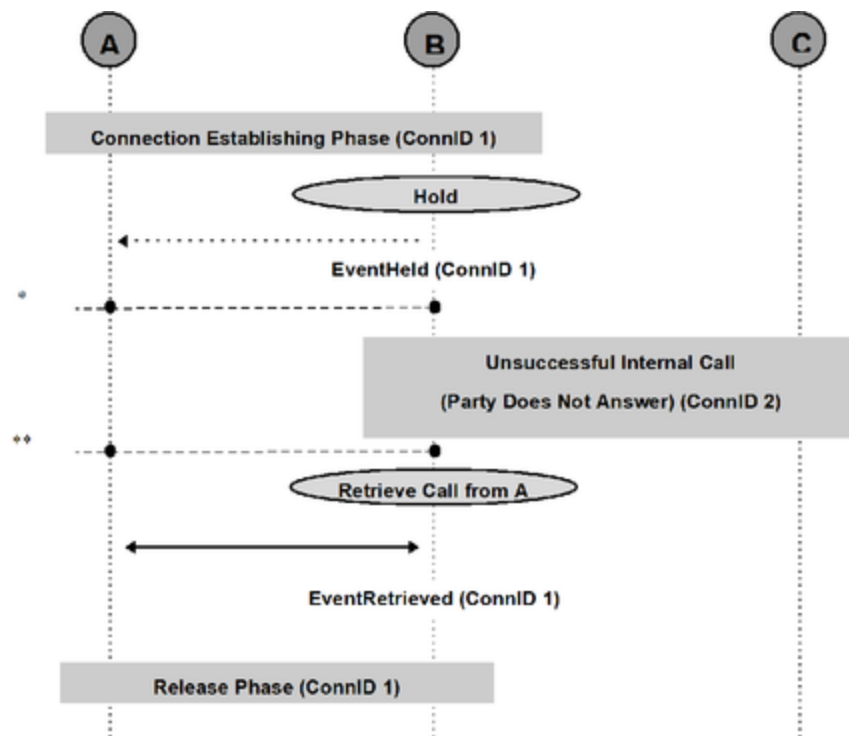 A B C
Connection Establishing Phase (ConnID 1)
Hold
EventHeld (ConnID 1)
*
Unsuccessful Internal Call
(Party Does Not Answer) (ConnID 2)
**
Retrieve Call from A
EventRetrieved (ConnID 1)
Release Phase (ConnID 1)